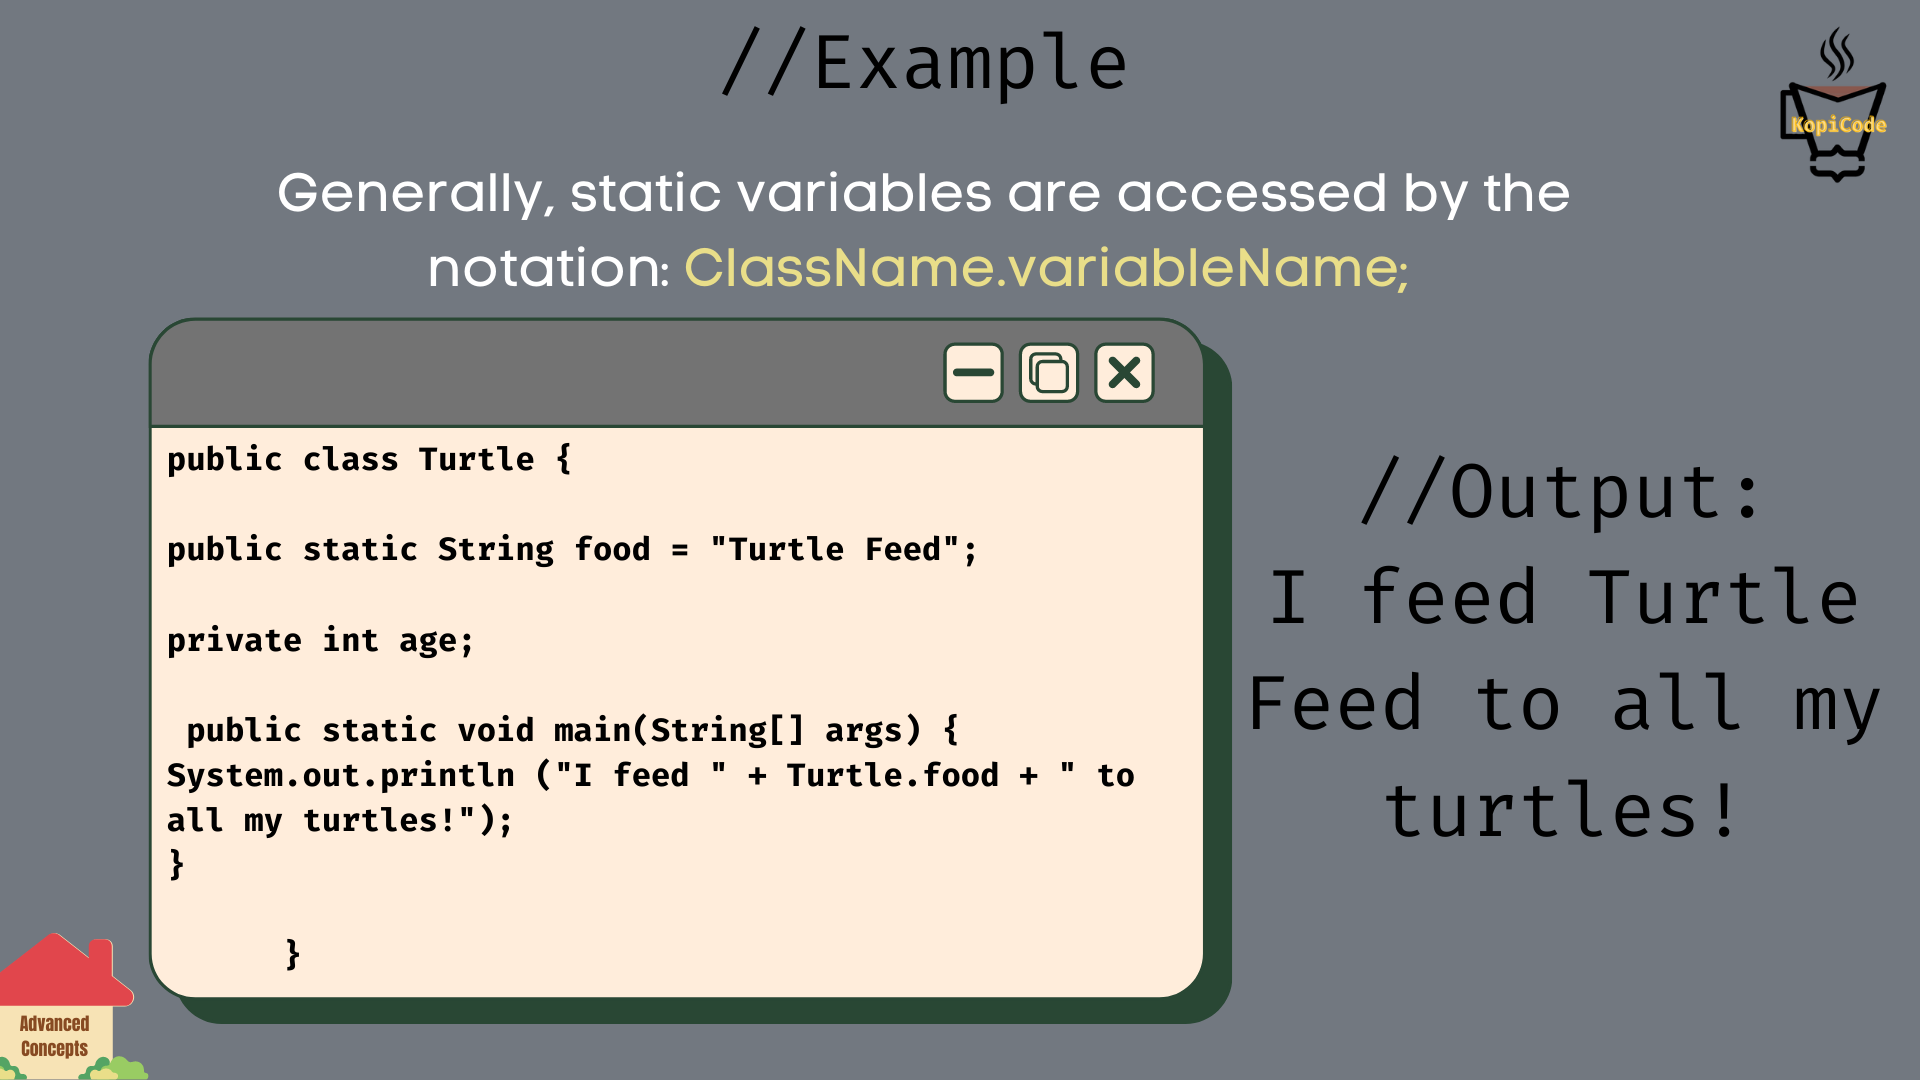 //Example
KopiCode
Generally, static variables are accessed by the
notation: ClassName.variableName;
public class Turtle {
public static String food = "Turtle Feed";
private int age;
public static void main(String[] args) {
System.out.println ("I feed " + Turtle.food + " to
all my turtles!");
}
}
//Output:
I feed Turtle
Feed to all my
turtles!
Advanced
Concepts